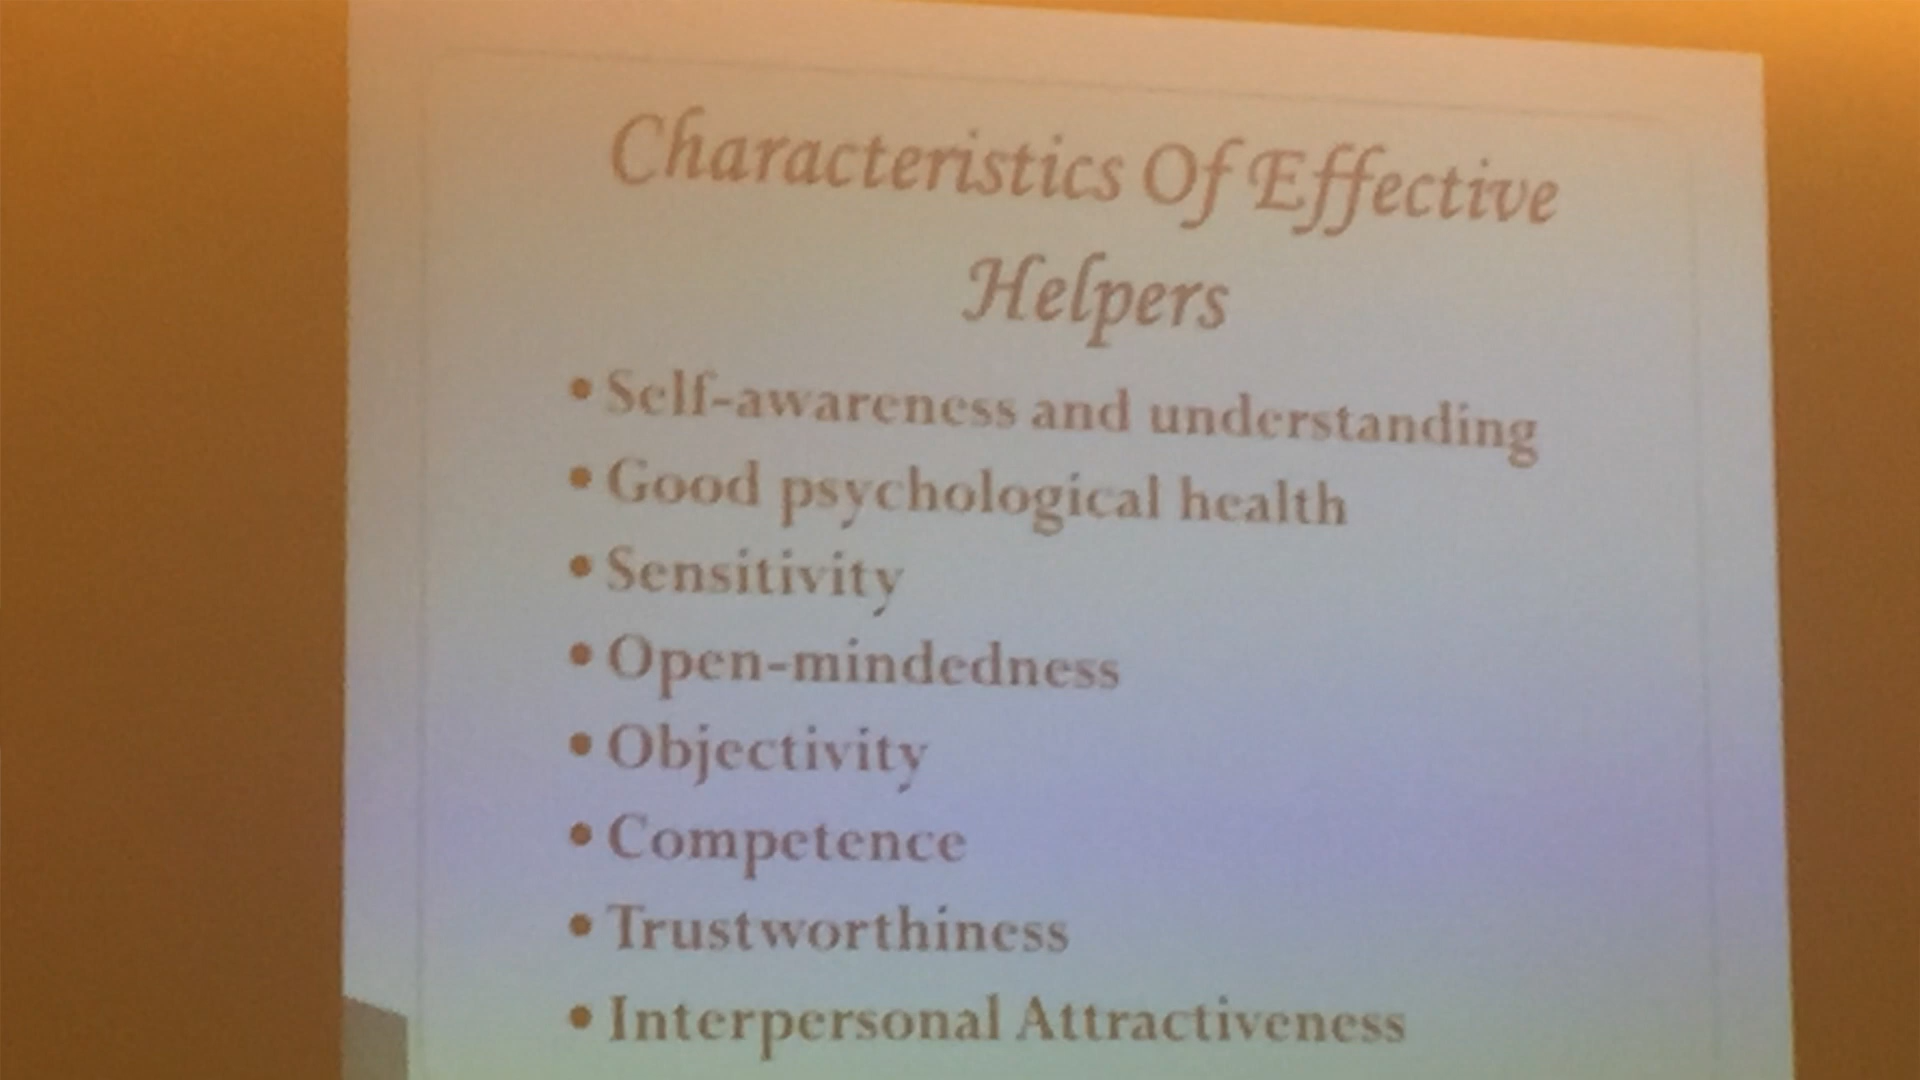 Characteristics Of Effective
Helpers
• Self-awareness and understanding
• Good psychological health
• Sensitivity
• Open-mindedness
• Objectivity
• Competence
• Trustworthiness
• Interpersonal Attractiveness